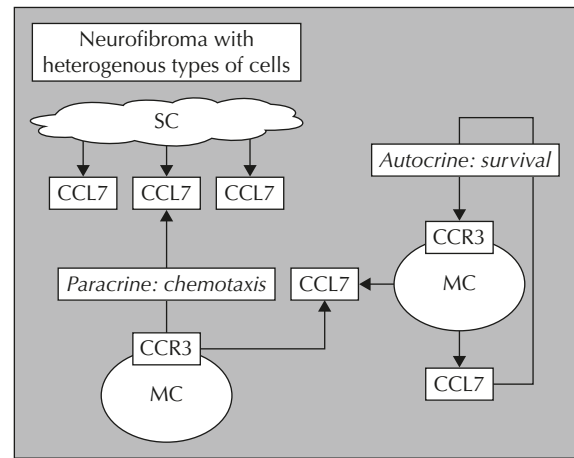 Neurofibroma with
heterogenous types of cells
SC
CCL7
CCL7
CCL7
Autocrine: survival
CCR3
MC
Paracrine: chemotaxis
CCL7
CCR3
MC
CCL7